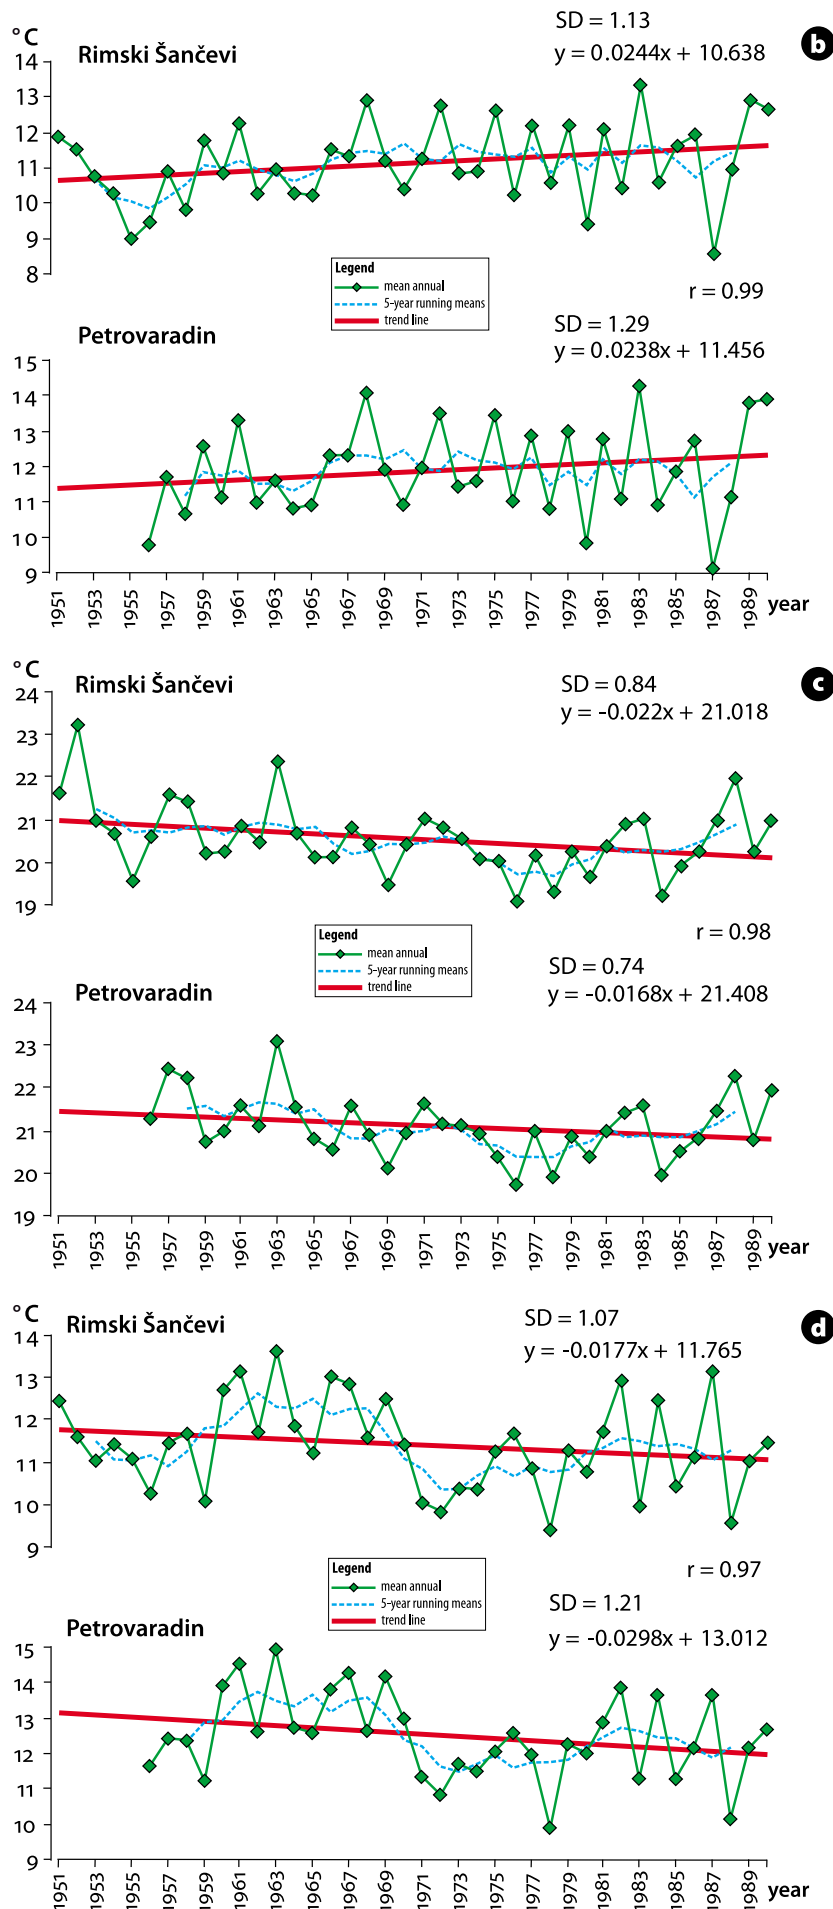 °C
Rimski Šančevi
SD = 1.13
y = 0.0244x + 10.638
b
14
13
12
11
10
9
8
Legend
mean annual
5-year running means
trend line
r = 0.99
Petrovaradin
SD = 1.29
y = 0.0238x + 11.456
15
14
13
12
11
10
9
1951
1953
1955
1957
1959
1961
1963
1965
1967
1969
1971
1973
1975
1977
1979
1981
1983
1985
1987
1989
year
°C
Rimski Šančevi
SD = 0.84
y = -0.022x + 21.018
c
24
23
22
21
20
19
Legend
mean annual
5-year running means
trend line
r = 0.98
Petrovaradin
SD = 0.74
y = -0.0168x + 21.408
24
23
22
21
20
19
1951
1953
1955
1957
1959
1961
1963
1965
1967
1969
1971
1973
1975
1977
1979
1981
1983
1985
1987
1989
year
°C
Rimski Šančevi
SD = 1.07
y = -0.0177x + 11.765
d
14
13
12
11
10
9
Legend
mean annual
5-year running means
trend line
r = 0.97
Petrovaradin
SD = 1.21
y = -0.0298x + 13.012
15
14
13
12
11
10
9
1951
1953
1955
1957
1959
1961
1963
1965
1967
1969
1971
1973
1975
1977
1979
1981
1983
1985
1987
1989
year